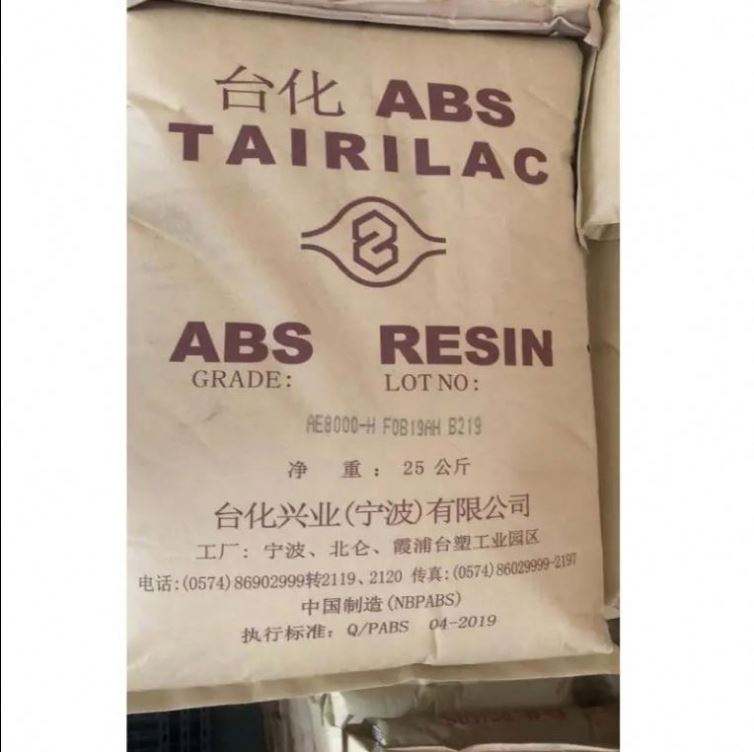 台化 ABS
TAIRILAC
ABS RESIN
GRADE: LOT NO:
AE8000-H F0B19AH B219
净 重: 25 公斤
台化兴业(宁波)有限公司
工厂: 宁波、北仑、霞浦台塑工业园区
电话:(0574)86902999转2119、2120 传真:(0574)86029999-2197
中国制造(NBPABS)
执行标准: Q/PABS 04-2019